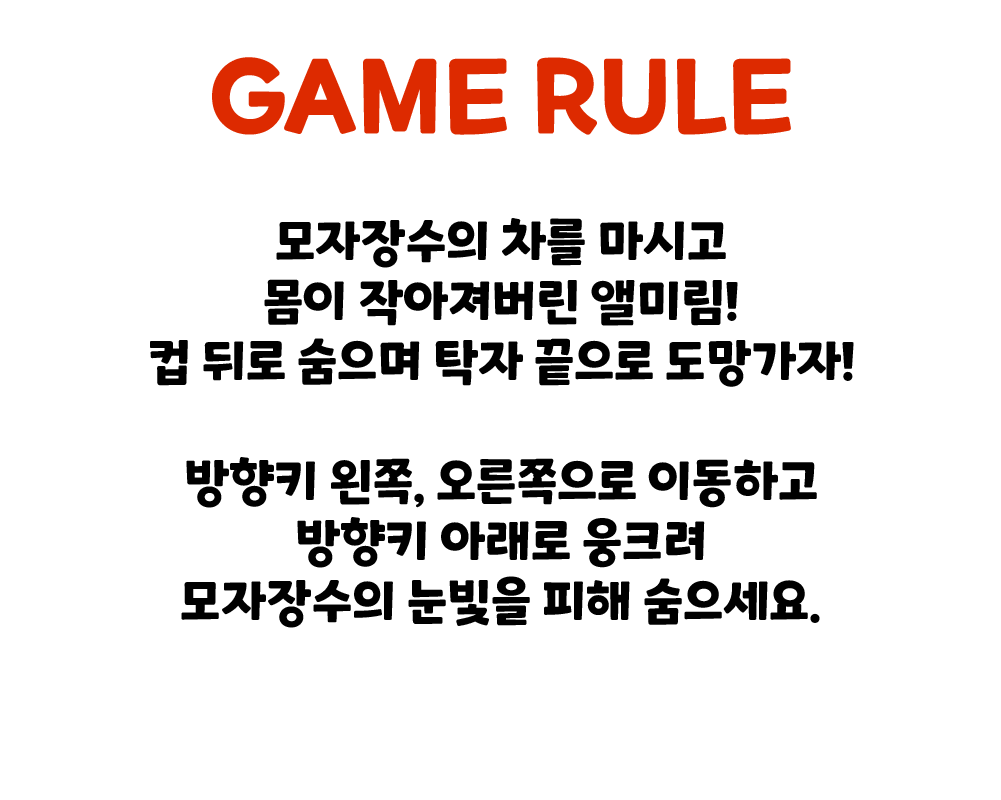 GAME RULE
모자장수의 차를 마시고
몸이 작아져버린 앨미림!
컵 뒤로 숨으며 탁자 끝으로 도망가자!
방향키 왼쪽, 오른쪽으로 이동하고
방향키 아래로 웅크려
모자장수의 눈빛을 피해 숨으세요.